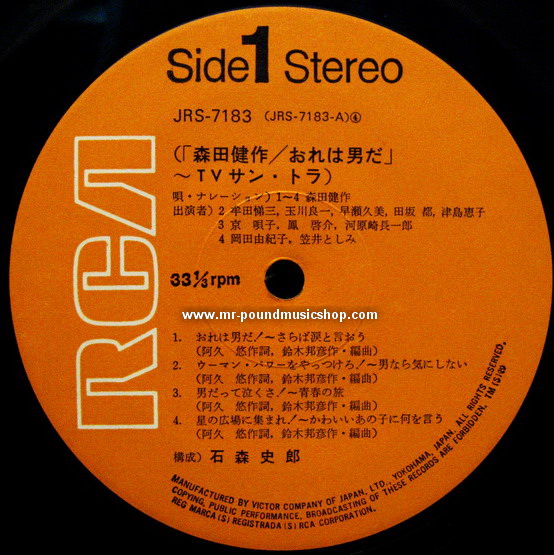 Side 1 Stereo
JRS-7183 (JRS-7183-A)④
(「森田健作/おれは男だ」
～TVサン・トラ)
唄・ナレーション) 1～4 森田健作
出演者) 2 牟田悌三, 玉川良一, 早瀬久美, 田坂 都, 津島恵子
3 京 唄子, 鳳 啓介, 河原崎長一郎
4 岡田由紀子, 笠井としみ
RCA
33 1/3 rpm
www.mr-poundmusicshop.com
1. おれは男だ!～さらば涙と言おう
(阿久 悠作詞, 鈴木邦彦作・編曲)
2. ウーマン・パワーをやっつけろ!～男なら気にしない
(阿久 悠作詞, 鈴木邦彦作・編曲)
3. 男だって泣くさ!～青春の旅
(阿久 悠作詞, 鈴木邦彦作・編曲)
4. 星の広場に集まれ!～かわいいあの子に何を言う
(阿久 悠作詞, 鈴木邦彦作・編曲)
構成) 石森史郎
MANUFACTURED BY VICTOR COMPANY OF JAPAN, LTD., YOKOHAMA, JAPAN. ALL RIGHTS RESERVED.
COPYING, PUBLIC PERFORMANCE, BROADCASTING OF THESE RECORDS ARE FORBIDDEN. TM(S)®
REG MARCA(S) REGISTRADA(S) RCA CORPORATION.